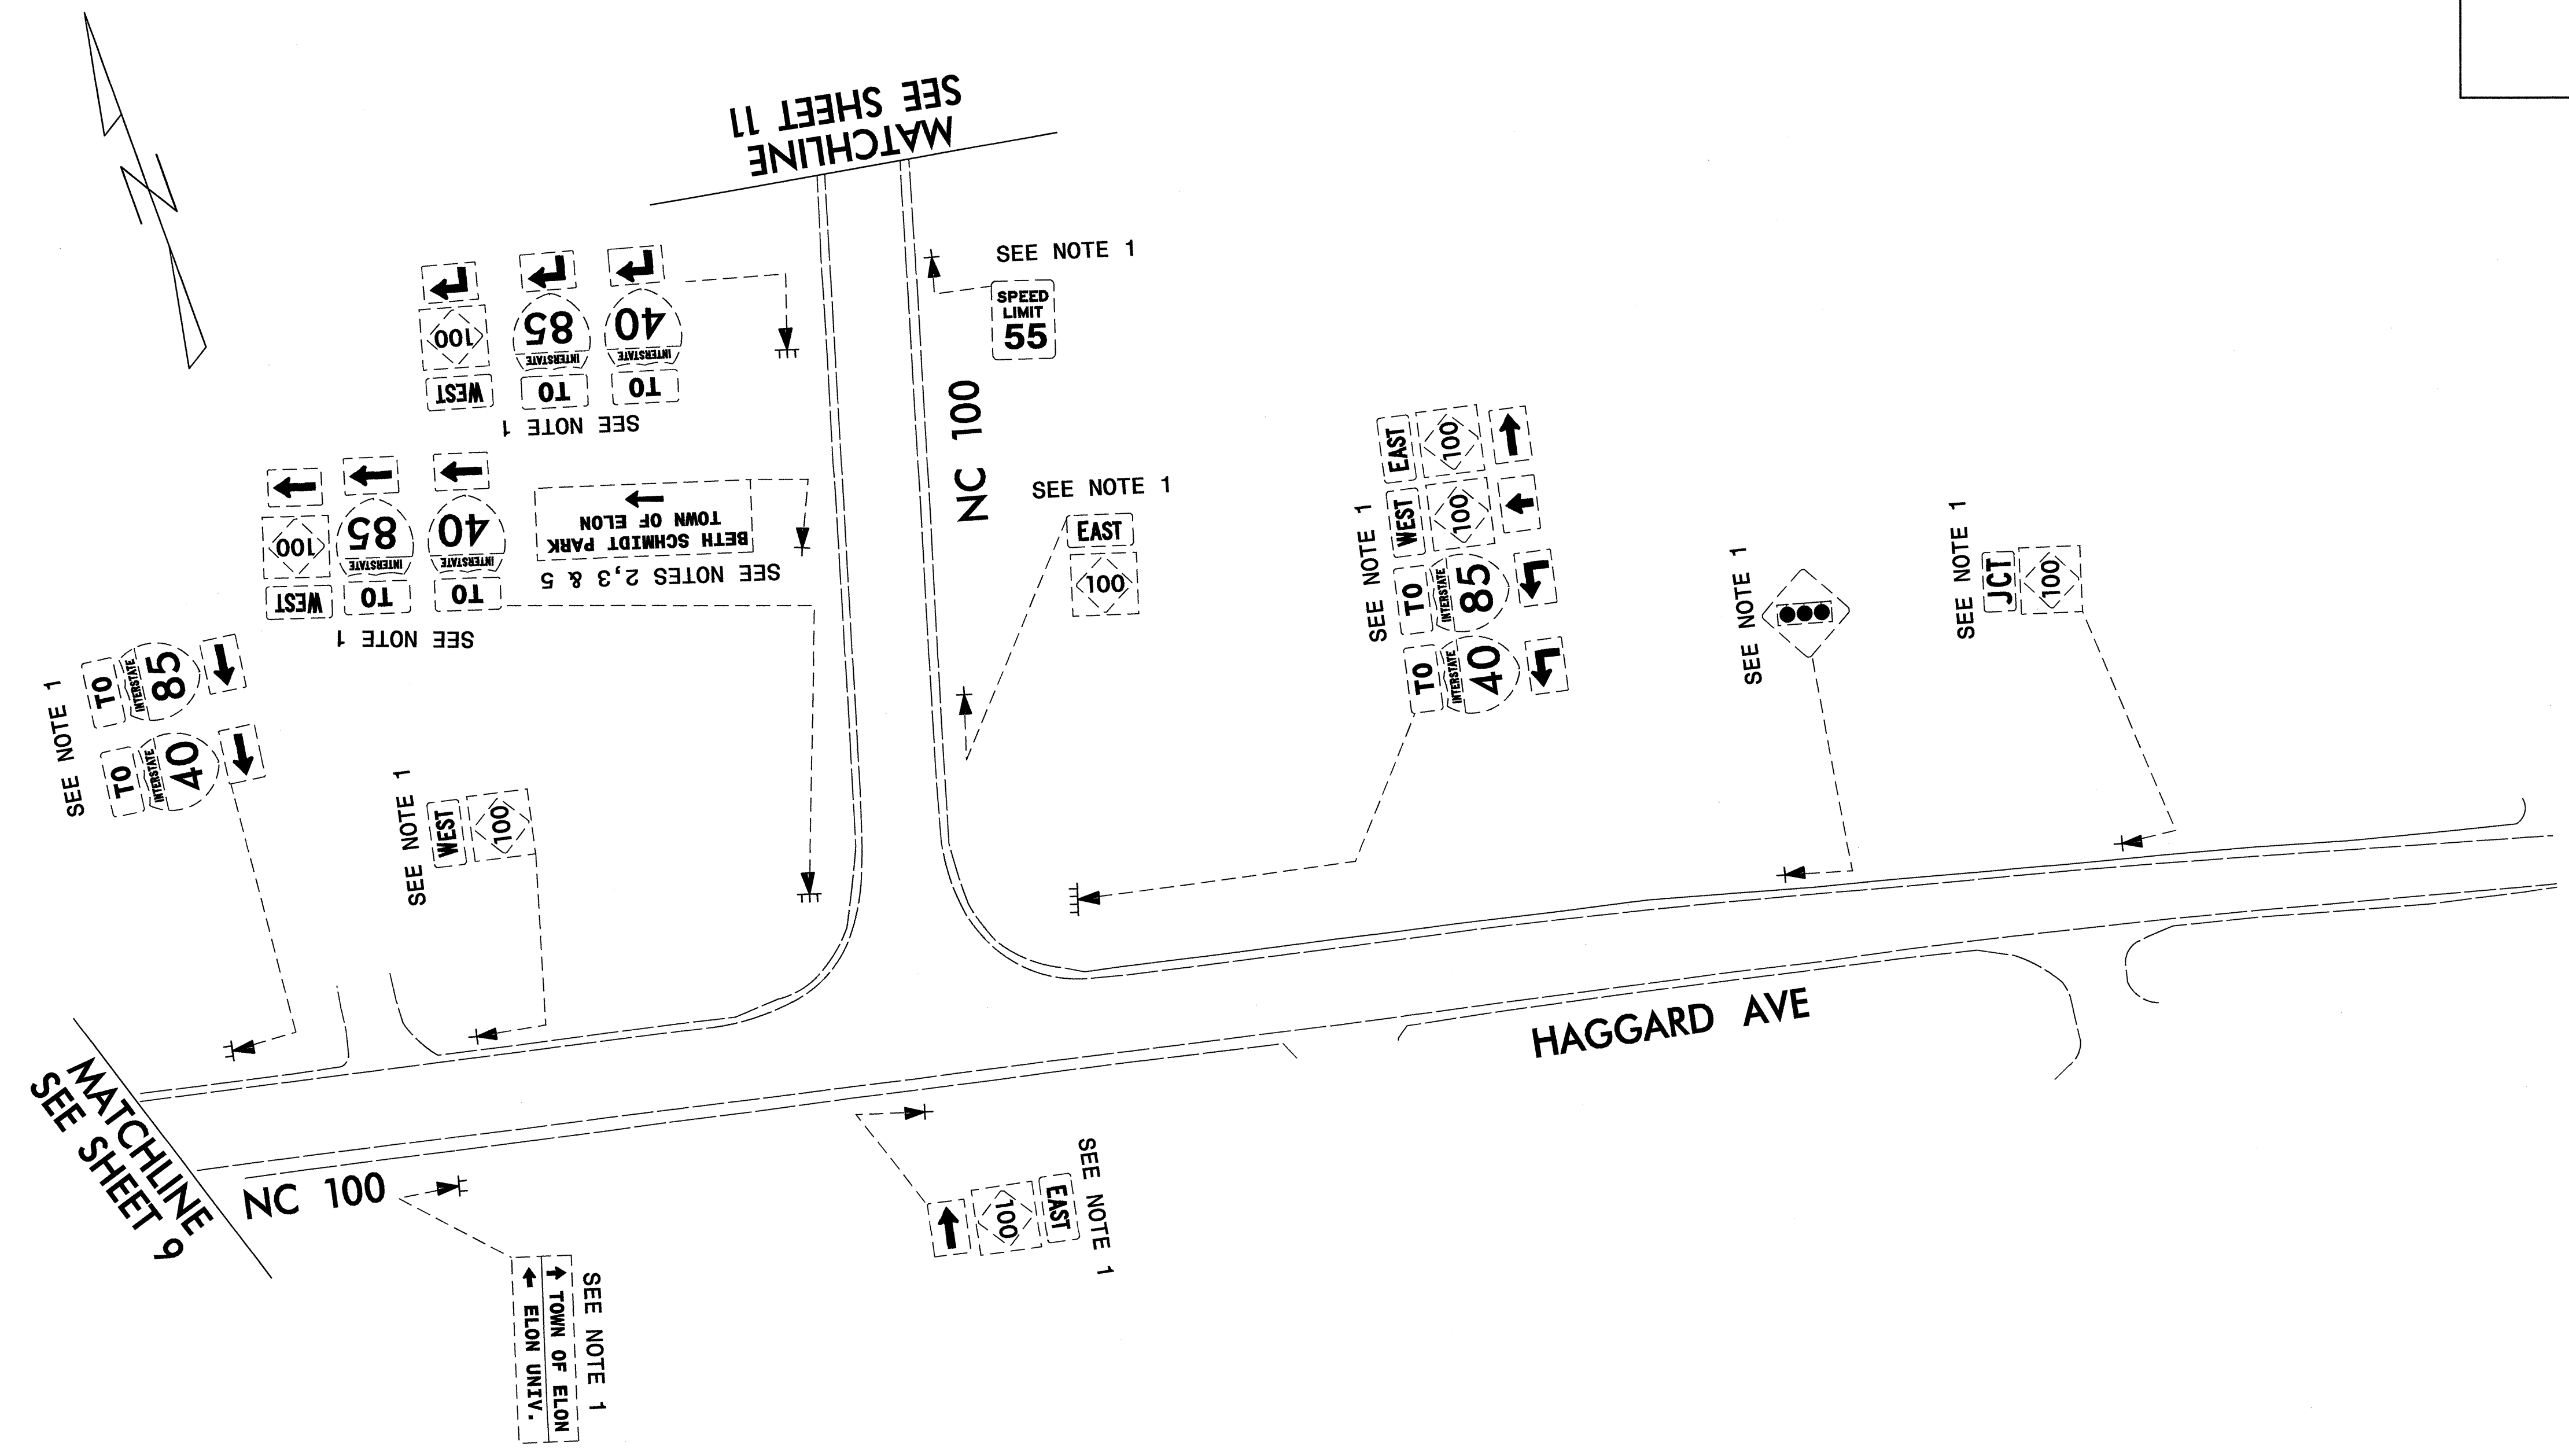 N
MATCHLINE
SEE SHEET 11
SEE NOTE 1
SPEED
LIMIT
55
SEE NOTE 1
TO
INTERSTATE
40
TO
INTERSTATE
85
WEST
100
NC 100
SEE NOTES 2,3 & 5
BETH SCHMIDT PARK
TOWN OF ELON
SEE NOTE 1
TO
INTERSTATE
40
TO
INTERSTATE
85
WEST
100
SEE NOTE 1
EAST
100
SEE NOTE 1
TO
INTERSTATE
40
TO
INTERSTATE
85
WEST
100
EAST
100
SEE NOTE 1
SEE NOTE 1
JCT
100
SEE NOTE 1
TO
INTERSTATE
40
TO
INTERSTATE
85
SEE NOTE 1
WEST
100
HAGGARD AVE
MATCHLINE
SEE SHEET 9
NC 100
SEE NOTE 1
EAST
100
SEE NOTE 1
TOWN OF ELON
ELON UNIV.